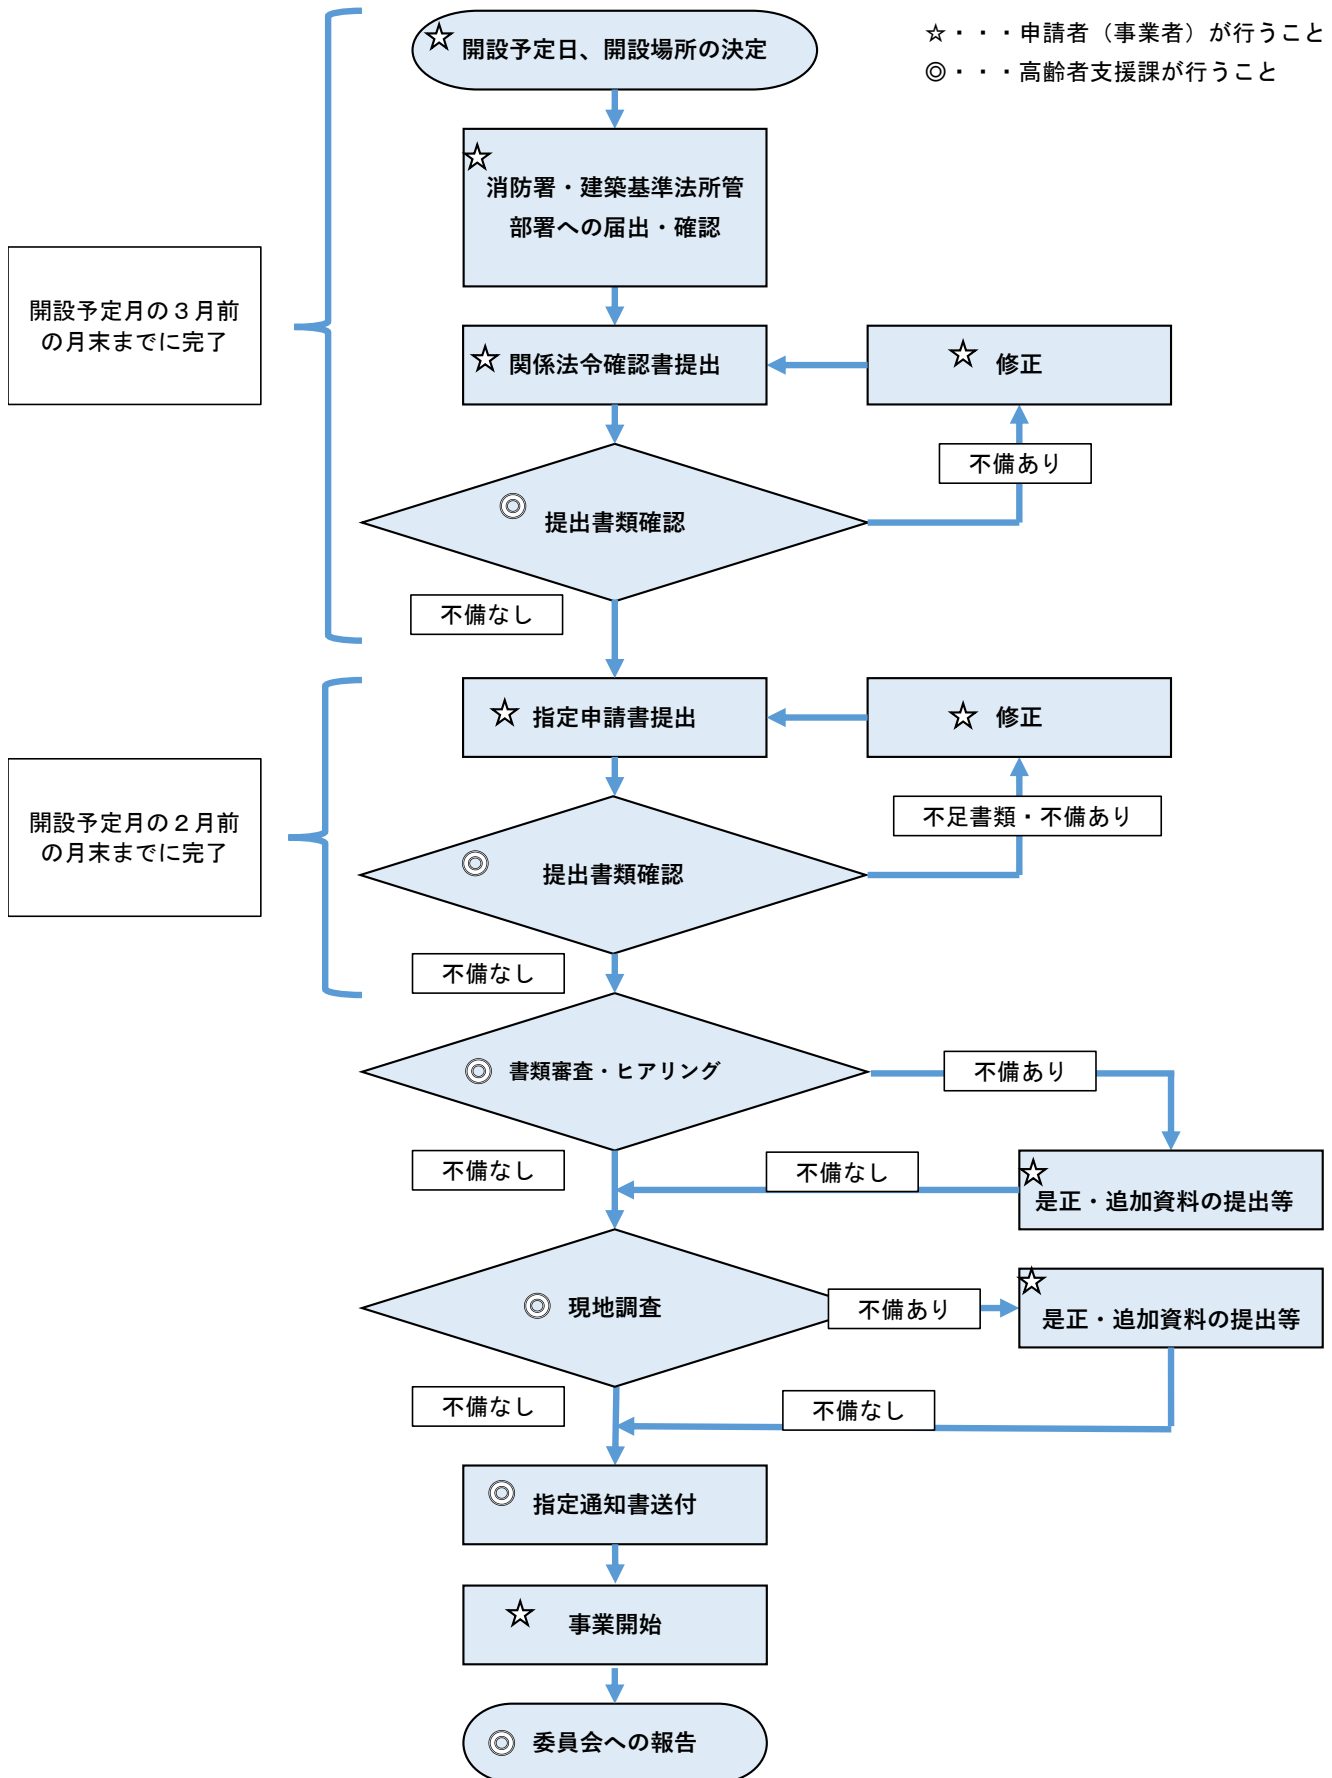 ☆・・・申請者（事業者）が行うこと
◎・・・高齢者支援課が行うこと
☆ 開設予定日、開設場所の決定
☆
消防署・建築基準法所管
部署への届出・確認
開設予定月の３月前
の月末までに完了
☆ 関係法令確認書提出
☆ 修正
不備あり
◎ 提出書類確認
不備なし
☆ 指定申請書提出
☆ 修正
不足書類・不備あり
開設予定月の２月前
の月末までに完了
◎ 提出書類確認
不備なし
◎ 書類審査・ヒアリング
不備あり
不備なし
不備なし
☆
是正・追加資料の提出等
◎ 現地調査
不備あり
☆
是正・追加資料の提出等
不備なし
不備なし
◎ 指定通知書送付
☆ 事業開始
◎ 委員会への報告